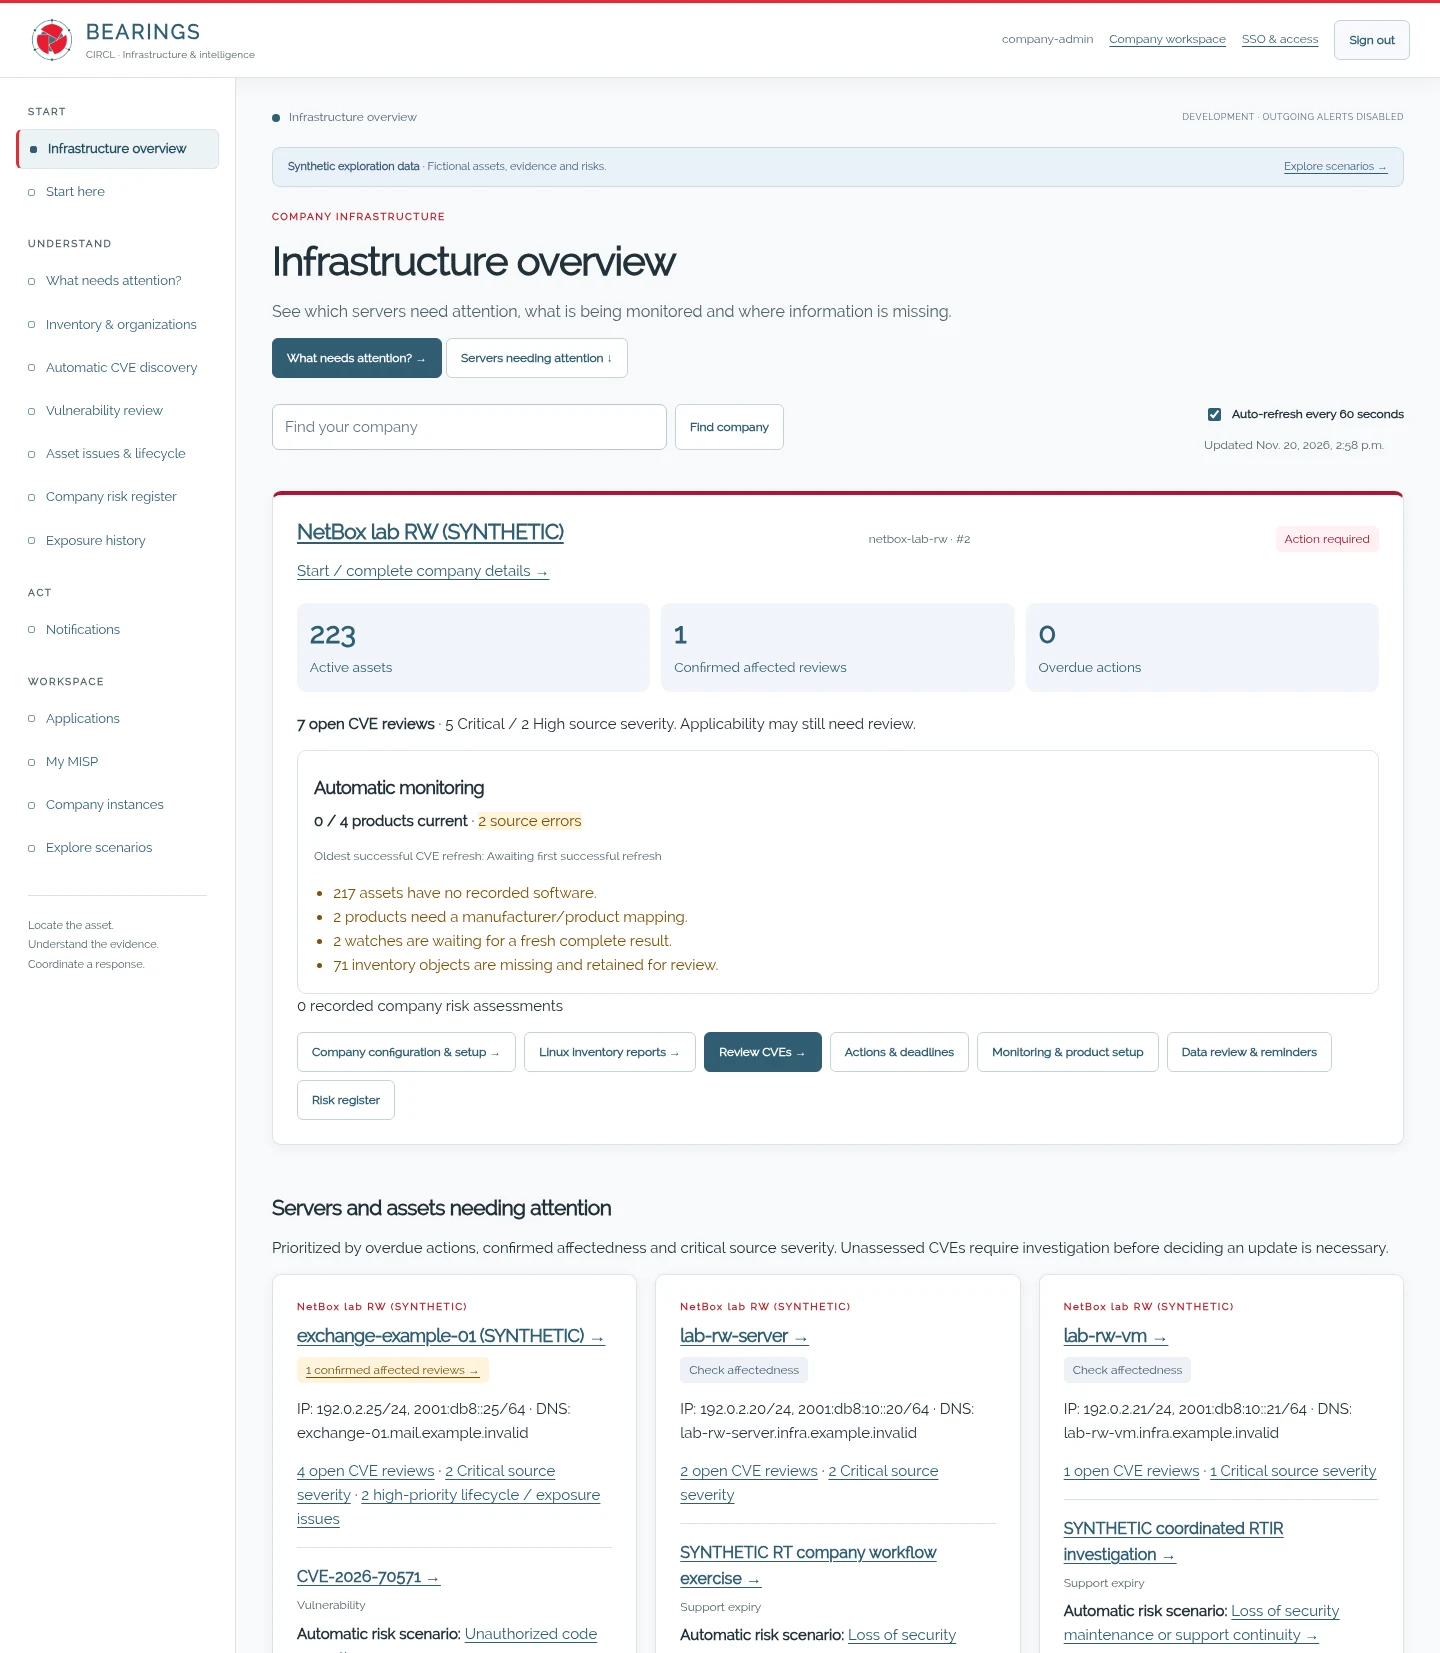 BEARINGS
CIRCL · Infrastructure & intelligence
company-admin
Company workspace
SSO & access
Sign out
START
Infrastructure overview
Start here
UNDERSTAND
What needs attention?
Inventory & organizations
Automatic CVE discovery
Vulnerability review
Asset issues & lifecycle
Company risk register
Exposure history
ACT
Notifications
WORKSPACE
Applications
My MISP
Company instances
Explore scenarios
Locate the asset.
Understand the evidence.
Coordinate a response.
Infrastructure overview
DEVELOPMENT · OUTGOING ALERTS DISABLED
Synthetic exploration data · Fictional assets, evidence and risks.
Explore scenarios →
COMPANY INFRASTRUCTURE
Infrastructure overview
See which servers need attention, what is being monitored and where information is missing.
What needs attention? →
Servers needing attention ↓
Find your company
Find company
Auto-refresh every 60 seconds
Updated Nov. 20, 2026, 2:58 p.m.
NetBox lab RW (SYNTHETIC)
netbox-lab-rw · #2
Action required
Start / complete company details →
223
Active assets
1
Confirmed affected reviews
0
Overdue actions
7 open CVE reviews · 5 Critical / 2 High source severity. Applicability may still need review.
Automatic monitoring
0 / 4 products current · 2 source errors
Oldest successful CVE refresh: Awaiting first successful refresh
• 217 assets have no recorded software.
• 2 products need a manufacturer/product mapping.
• 2 watches are waiting for a fresh complete result.
• 71 inventory objects are missing and retained for review.
0 recorded company risk assessments
Company configuration & setup →
Linux inventory reports →
Review CVEs →
Actions & deadlines
Monitoring & product setup
Data review & reminders
Risk register
Servers and assets needing attention
Prioritized by overdue actions, confirmed affectedness and critical source severity. Unassessed CVEs require investigation before deciding an update is necessary.
NetBox lab RW (SYNTHETIC)
exchange-example-01 (SYNTHETIC) →
1 confirmed affected reviews →
IP: 192.0.2.25/24, 2001:db8::25/64 · DNS:
exchange-01.mail.example.invalid
4 open CVE reviews · 2 Critical source
severity · 2 high-priority lifecycle / exposure
issues
CVE-2026-70571 →
Vulnerability
Automatic risk scenario: Unauthorized code
NetBox lab RW (SYNTHETIC)
lab-rw-server →
Check affectedness
IP: 192.0.2.20/24, 2001:db8:10::20/64 · DNS:
lab-rw-server.infra.example.invalid
2 open CVE reviews · 2 Critical source
severity
SYNTHETIC RT company workflow
exercise →
Support expiry
Automatic risk scenario: Loss of security
NetBox lab RW (SYNTHETIC)
lab-rw-vm →
Check affectedness
IP: 192.0.2.21/24, 2001:db8:10::21/64 · DNS:
lab-rw-vm.infra.example.invalid
1 open CVE reviews · 1 Critical source severity
SYNTHETIC coordinated RTIR
investigation →
Support expiry
Automatic risk scenario: Loss of security
maintenance or support continuity →